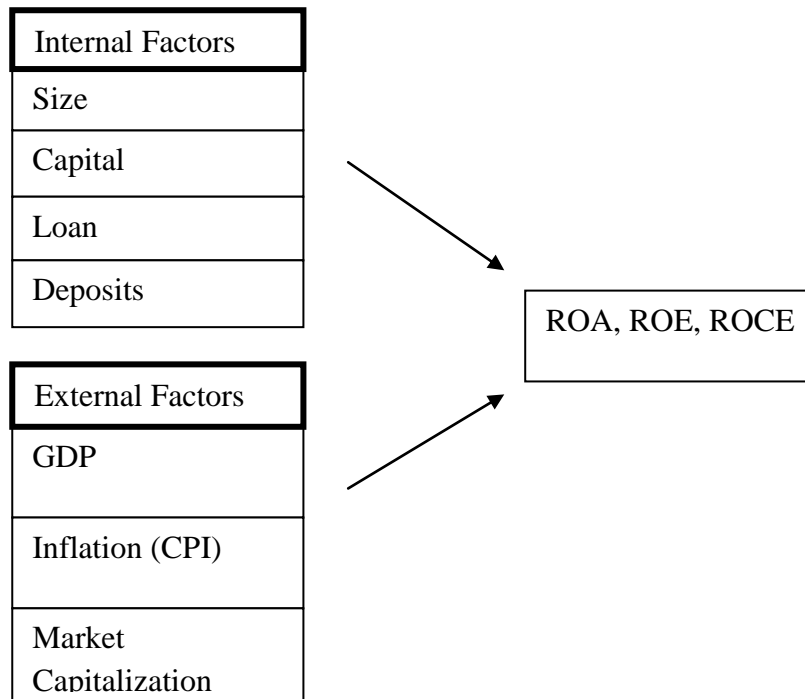 Internal Factors
Size
Capital
Loan
Deposits
ROA, ROE, ROCE
External Factors
GDP
Inflation (CPI)
Market
Capitalization